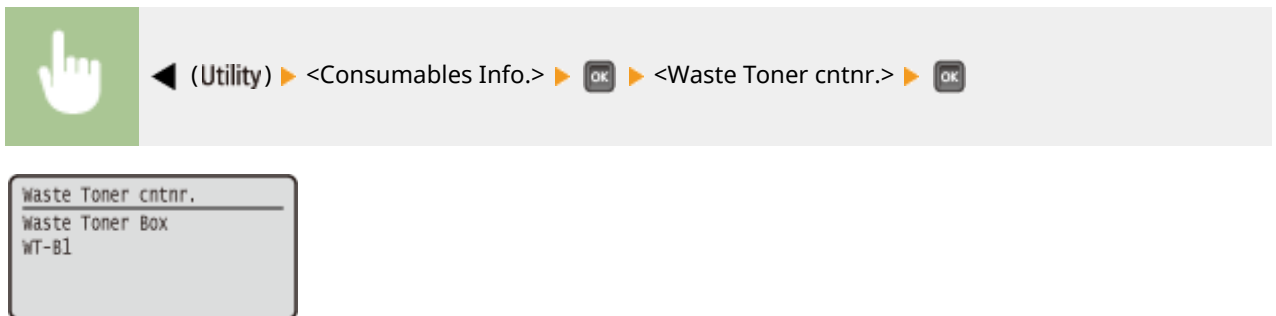 (Utility) <Consumables Info.> OK <Waste Toner cntnr.> OK
Waste Toner cntnr.
Waste Toner Box
WT-B1